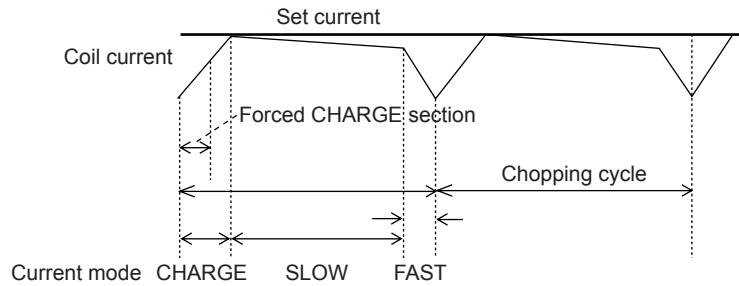 Set current
Coil current
Forced CHARGE section
Chopping cycle
Current mode CHARGE SLOW FAST